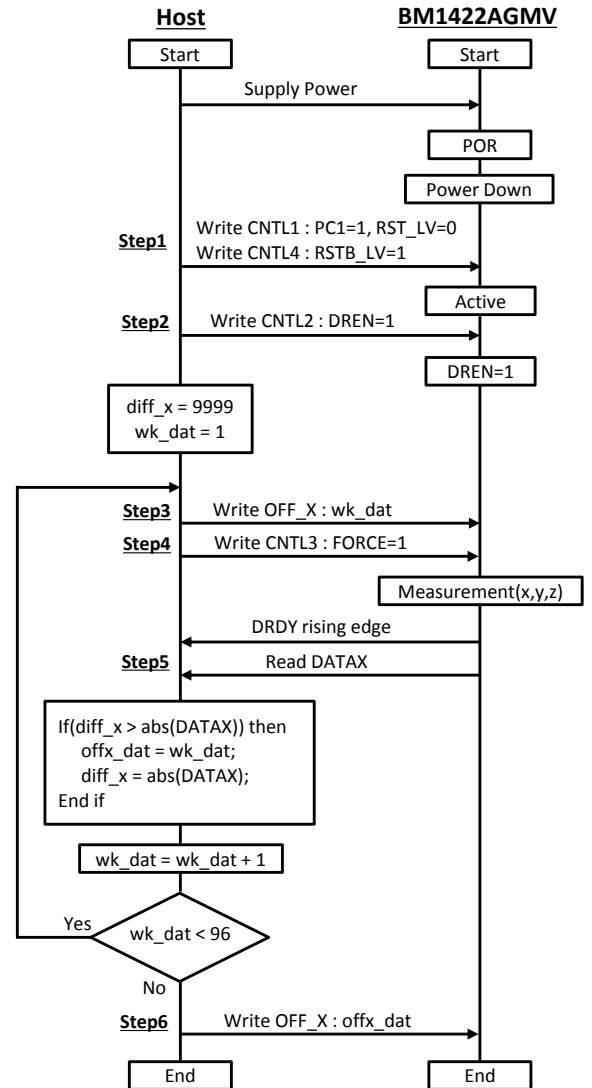 Host BM1422AGMV
Start Start
Supply Power
POR
Power Down
Write CNTL1 : PC1=1, RST_LV=0
Step1
Write CNTL4 : RSTB_LV=1
Active
Step2 Write CNTL2 : DREN=1
DREN=1
diff_x = 9999
wk_dat = 1
Step3 Write OFF_X : wk_dat
Step4 Write CNTL3 : FORCE=1
Measurement(x,y,z)
DRDY rising edge
Step5 Read DATAX
If(diff_x > abs(DATAX)) then
offx_dat = wk_dat;
diff_x = abs(DATAX);
End if
wk_dat = wk_dat + 1
Yes
wk_dat < 96
No
Step6 Write OFF_X : offx_dat
End End